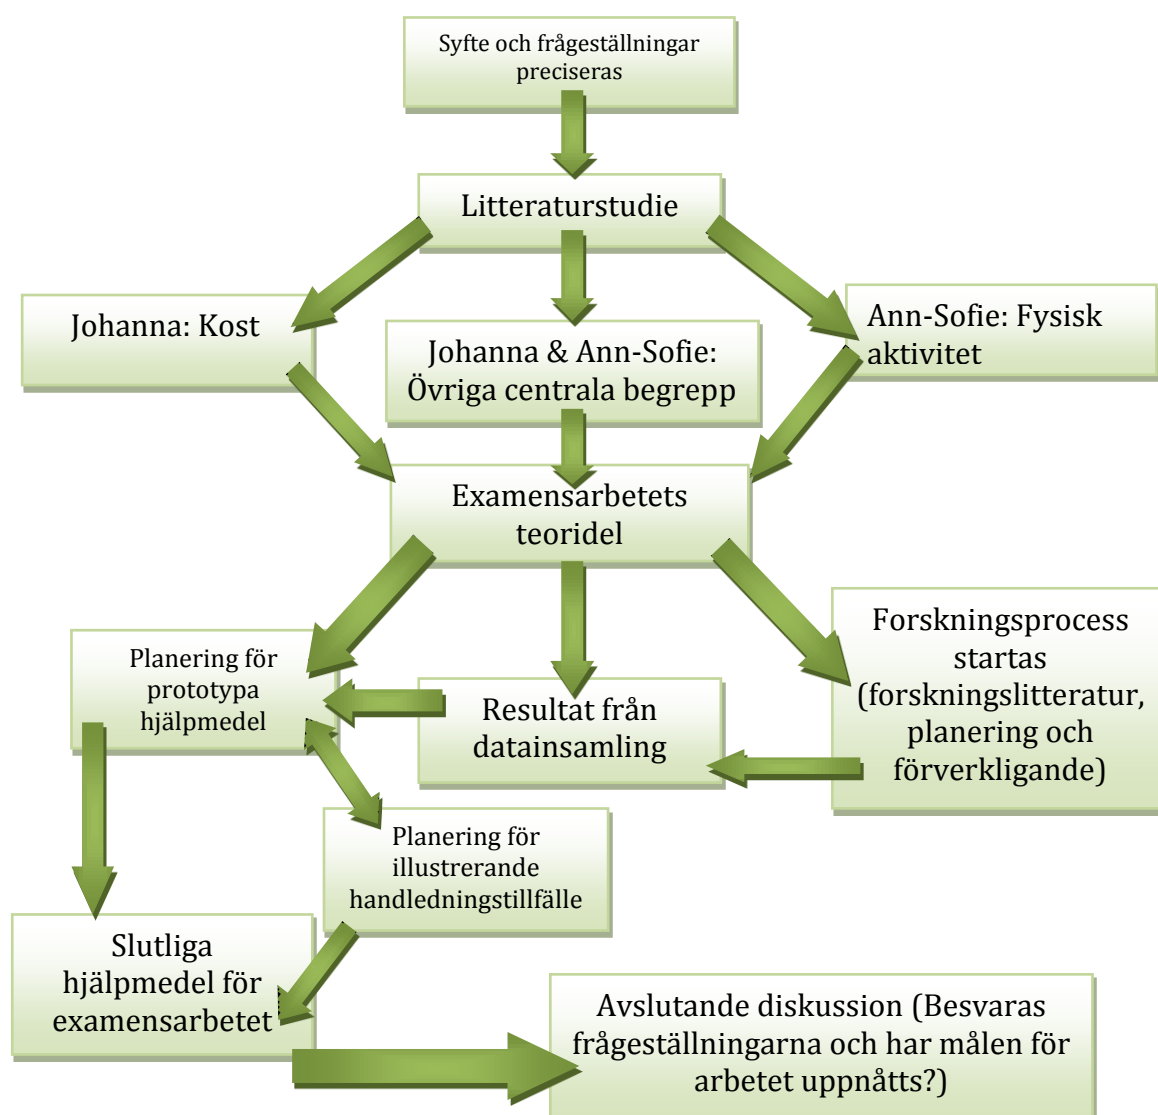 Syfte och frågeställningar
preciseras
Litteraturstudie
Johanna: Kost
Johanna & Ann-Sofie:
Övriga centrala begrepp
Ann-Sofie: Fysisk
aktivitet
Examensarbetets
teoridel
Planering för
prototypa
hjälpmedel
Resultat från
datainsamling
Forskningsprocess
startas
(forskningslitteratur,
planering och
förverkligande)
Planering för
illustrerande
handledningstillfälle
Slutliga
hjälpmedel för
examensarbetet
Avslutande diskussion (Besvaras
frågeställningarna och har målen för
arbetet uppnåtts?)